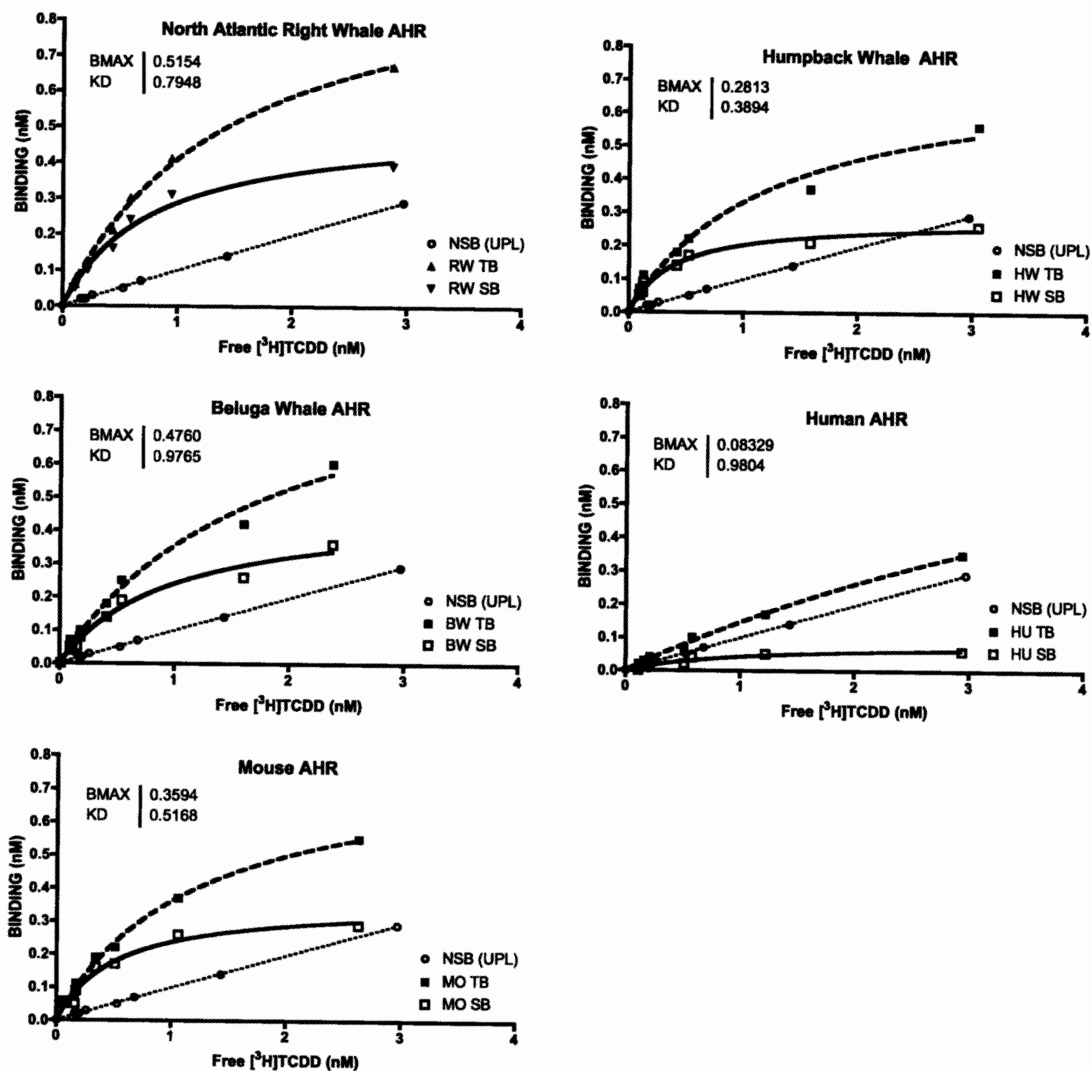 North Atlantic Right Whale AHR
BMAX 0.5154
KD 0.7948
BINDING (nM)
0.8
0.7
0.6
0.5
0.4
0.3
0.2
0.1
0.0
0 1 2 3 4
Free [³H]TCDD (nM)
NSB (UPL)
RW TB
RW SB
Humpback Whale AHR
BMAX 0.2813
KD 0.3894
BINDING (nM)
0.8
0.7
0.6
0.5
0.4
0.3
0.2
0.1
0.0
0 1 2 3 4
Free [³H]TCDD (nM)
NSB (UPL)
HW TB
HW SB
Beluga Whale AHR
BMAX 0.4760
KD 0.9765
BINDING (nM)
0.8
0.7
0.6
0.5
0.4
0.3
0.2
0.1
0.0
0 1 2 3 4
Free [³H]TCDD (nM)
NSB (UPL)
BW TB
BW SB
Human AHR
BMAX 0.08329
KD 0.9804
BINDING (nM)
0.8
0.7
0.6
0.5
0.4
0.3
0.2
0.1
0.0
0 1 2 3 4
Free [³H]TCDD (nM)
NSB (UPL)
HU TB
HU SB
Mouse AHR
BMAX 0.3594
KD 0.5168
BINDING (nM)
0.8
0.7
0.6
0.5
0.4
0.3
0.2
0.1
0.0
0 1 2 3 4
Free [³H]TCDD (nM)
NSB (UPL)
MO TB
MO SB